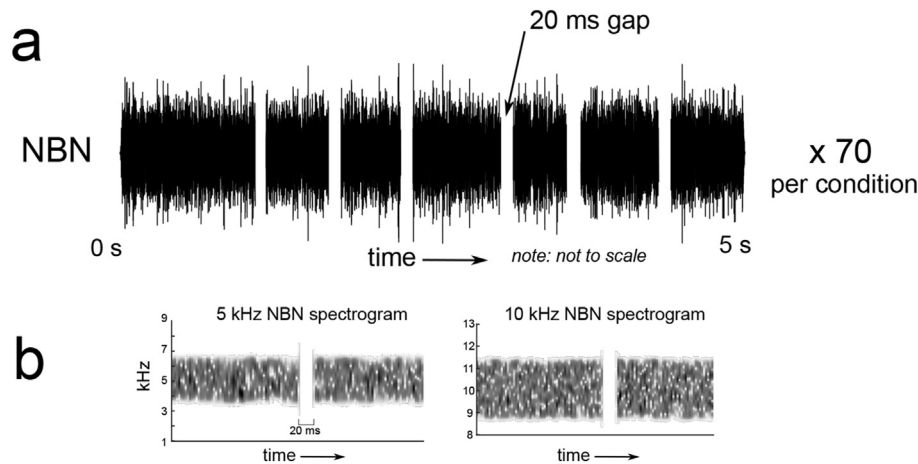 a
20 ms gap
NBN
x 70
per condition
0 s
5 s
time
note: not to scale
b
5 kHz NBN spectrogram
10 kHz NBN spectrogram
kHz
9
7
5
3
1
20 ms
13
12
11
10
9
8
time
time